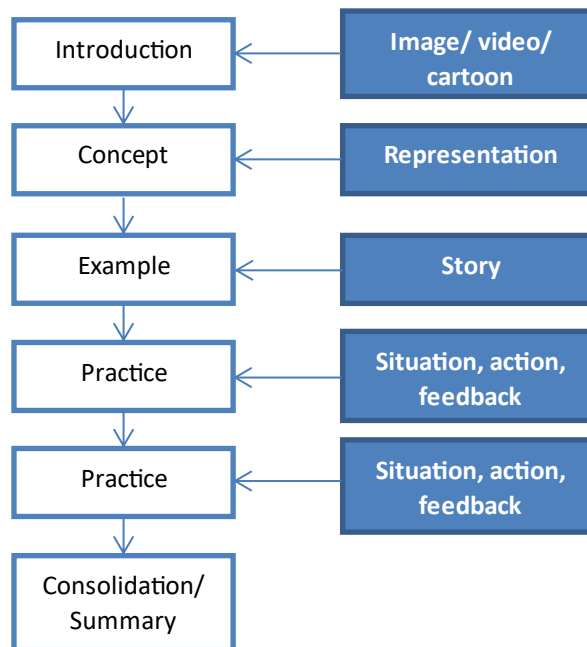 Introduction
Image/ video/
cartoon
Concept
Representation
Example
Story
Practice
Situation, action,
feedback
Practice
Situation, action,
feedback
Consolidation/
Summary